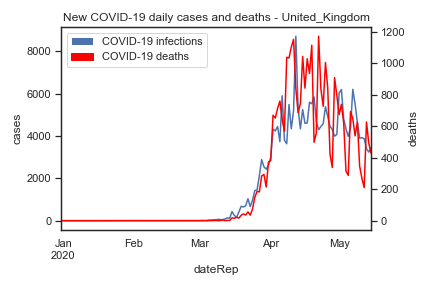 New COVID-19 daily cases and deaths - United_Kingdom
COVID-19 infections
COVID-19 deaths
8000
6000
4000
2000
0
cases
1200
1000
800
600
400
200
0
deaths
Jan Feb Mar Apr May
2020
dateRep